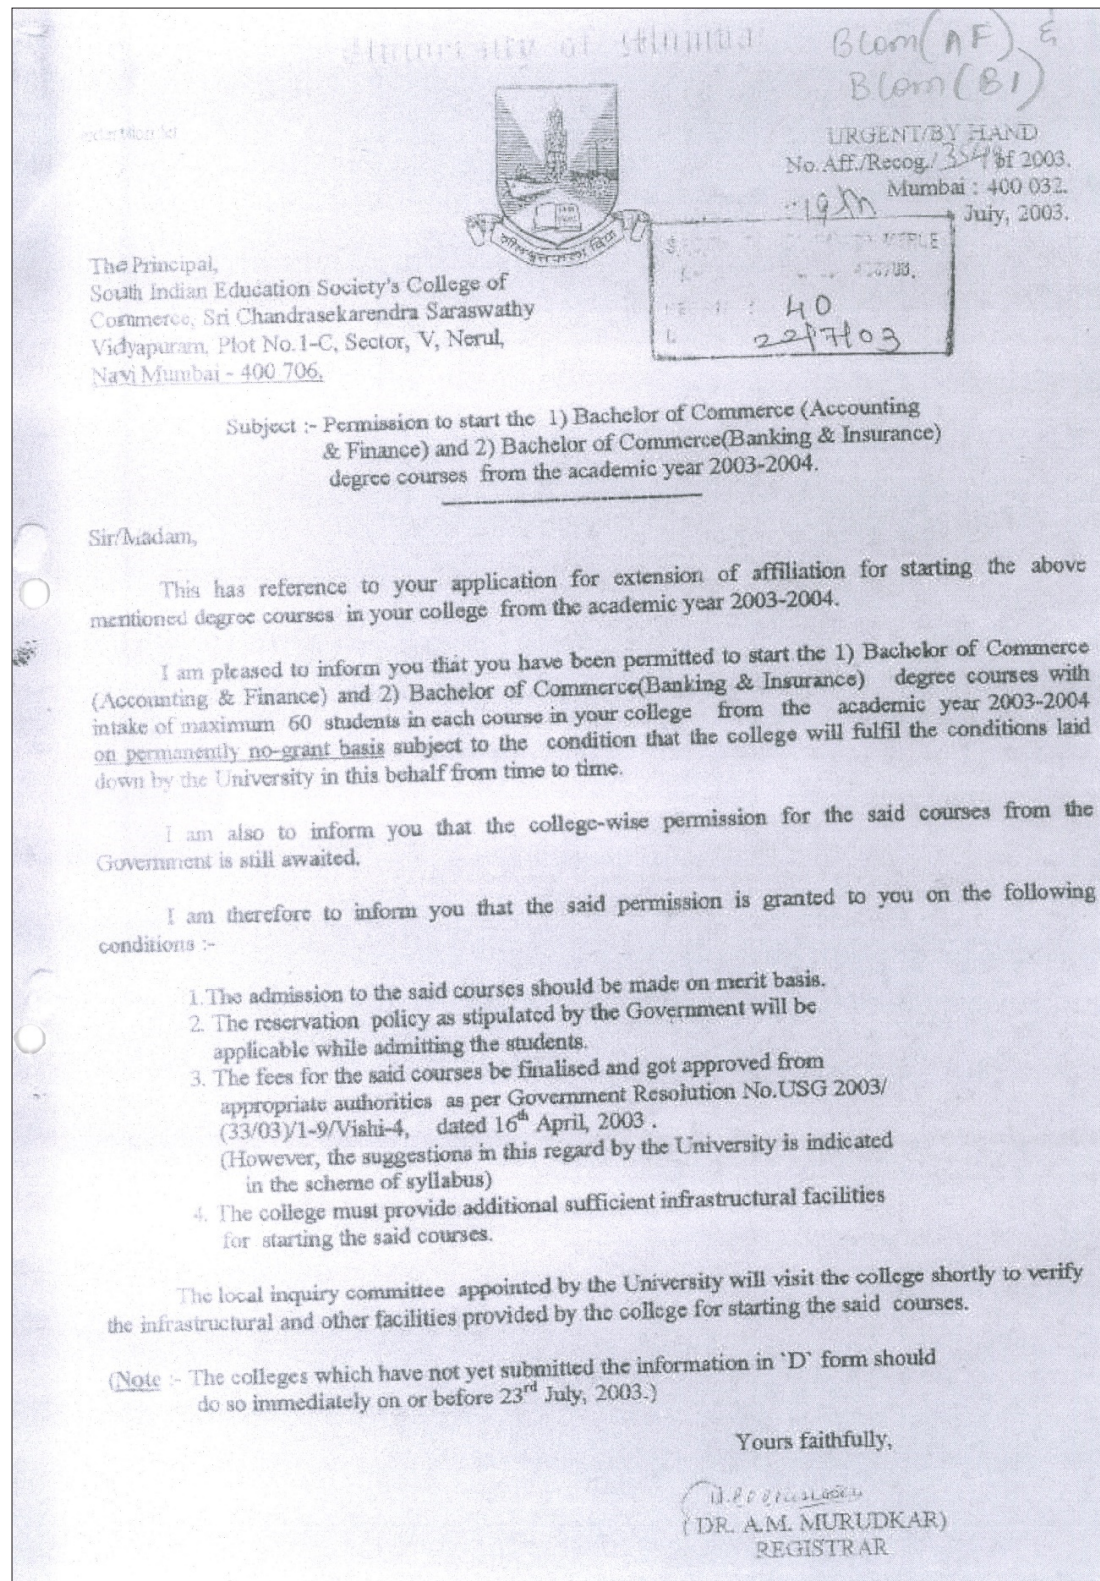 University of Mumbai
BCom(AF) &
BCom(BI)
URGENT/BY HAND
No.Aff./Recog./ of 2003.
Mumbai : 400 032.
19th July, 2003.
40
22/7/03
The Principal,
South Indian Education Society's College of
Commerce, Sri Chandrasekarendra Saraswathy
Vidyapuram, Plot No.1-C, Sector, V, Nerul,
Navi Mumbai - 400 706.
Subject :- Permission to start the 1) Bachelor of Commerce (Accounting
& Finance) and 2) Bachelor of Commerce(Banking & Insurance)
degree courses from the academic year 2003-2004.
Sir/Madam,
This has reference to your application for extension of affiliation for starting the above
mentioned degree courses in your college from the academic year 2003-2004.
I am pleased to inform you that you have been permitted to start the 1) Bachelor of Commerce
(Accounting & Finance) and 2) Bachelor of Commerce(Banking & Insurance) degree courses with
intake of maximum 60 students in each course in your college from the academic year 2003-2004
on permanently no-grant basis subject to the condition that the college will fulfil the conditions laid
down by the University in this behalf from time to time.
I am also to inform you that the college-wise permission for the said courses from the
Government is still awaited.
I am therefore to inform you that the said permission is granted to you on the following
conditions :-
1.The admission to the said courses should be made on merit basis.
2. The reservation policy as stipulated by the Government will be
applicable while admitting the students.
3. The fees for the said courses be finalised and got approved from
appropriate authorities as per Government Resolution No.USG 2003/
(33/03)/1-9/Vishi-4, dated 16th April, 2003 .
(However, the suggestions in this regard by the University is indicated
in the scheme of syllabus)
4. The college must provide additional sufficient infrastructural facilities
for starting the said courses.
The local inquiry committee appointed by the University will visit the college shortly to verify
the infrastructural and other facilities provided by the college for starting the said courses.
(Note :- The colleges which have not yet submitted the information in `D' form should
do so immediately on or before 23rd July, 2003.)
Yours faithfully,
(DR. A.M. MURUDKAR)
REGISTRAR